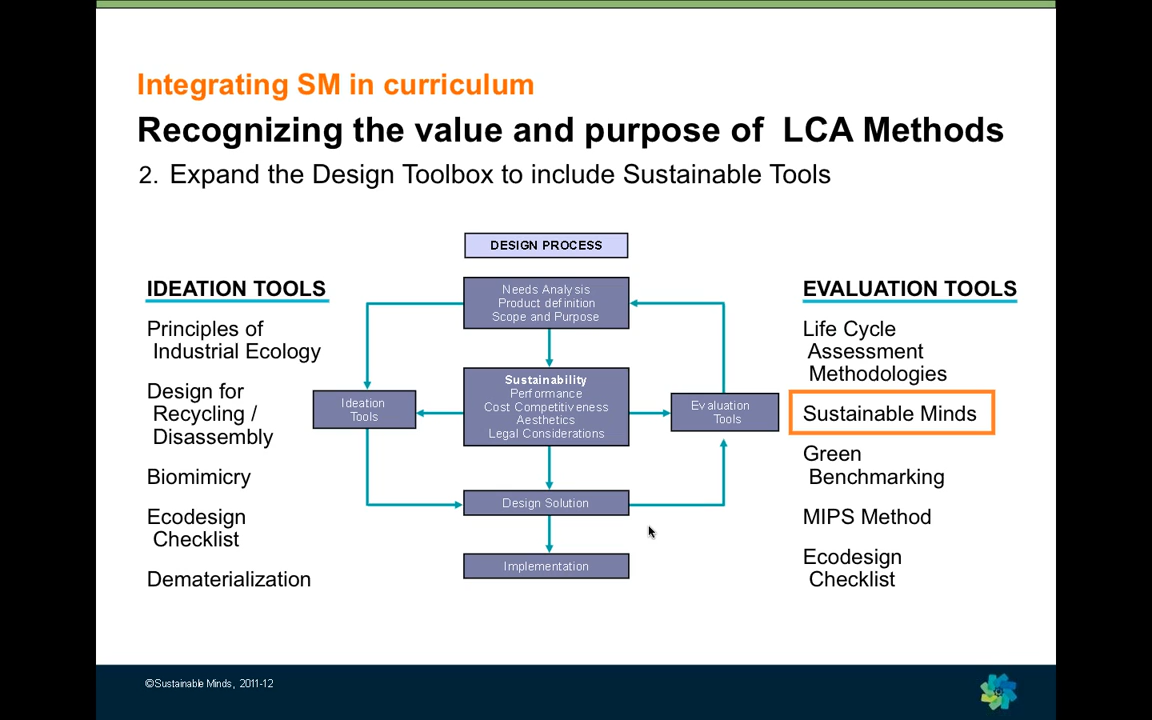 Integrating SM in curriculum
Recognizing the value and purpose of LCA Methods
2. Expand the Design Toolbox to include Sustainable Tools
IDEATION TOOLS
Principles of
Industrial Ecology
Design for
Recycling /
Disassembly
Biomimicry
Ecodesign
Checklist
Dematerialization
DESIGN PROCESS
Needs Analysis
Product definition
Scope and Purpose
Ideation
Tools
Sustainability
Performance
Cost Competitiveness
Aesthetics
Legal Considerations
Evaluation
Tools
Design Solution
Implementation
EVALUATION TOOLS
Life Cycle
Assessment
Methodologies
Sustainable Minds
Green
Benchmarking
MIPS Method
Ecodesign
Checklist
©Sustainable Minds, 2011-12